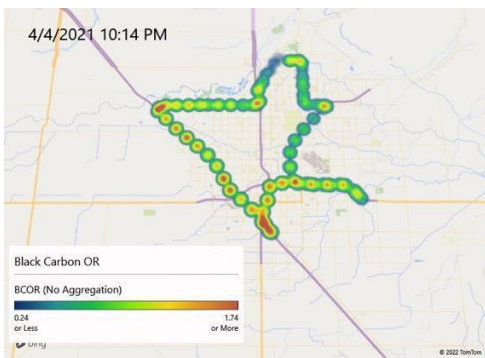 4/4/2021 10:14 PM
Black Carbon OR
BCOR (No Aggregation)
0.24 1.74
or Less or More
bing
© 2022 TomTom